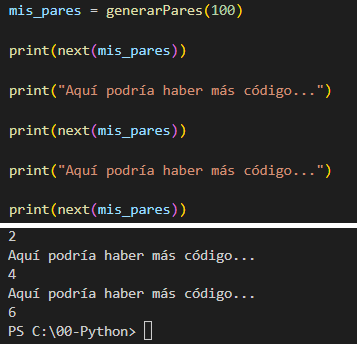 mis_pares = generarPares(100)
print(next(mis_pares))
print("Aquí podría haber más código...")
print(next(mis_pares))
print("Aquí podría haber más código...")
print(next(mis_pares))
2
Aquí podría haber más código...
4
Aquí podría haber más código...
6
PS C:\00-Python>